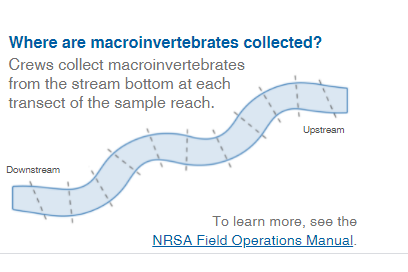 Where are macroinvertebrates collected?
Crews collect macroinvertebrates
from the stream bottom at each
transect of the sample reach.
Upstream
Downstream
To learn more, see the
NRSA Field Operations Manual.